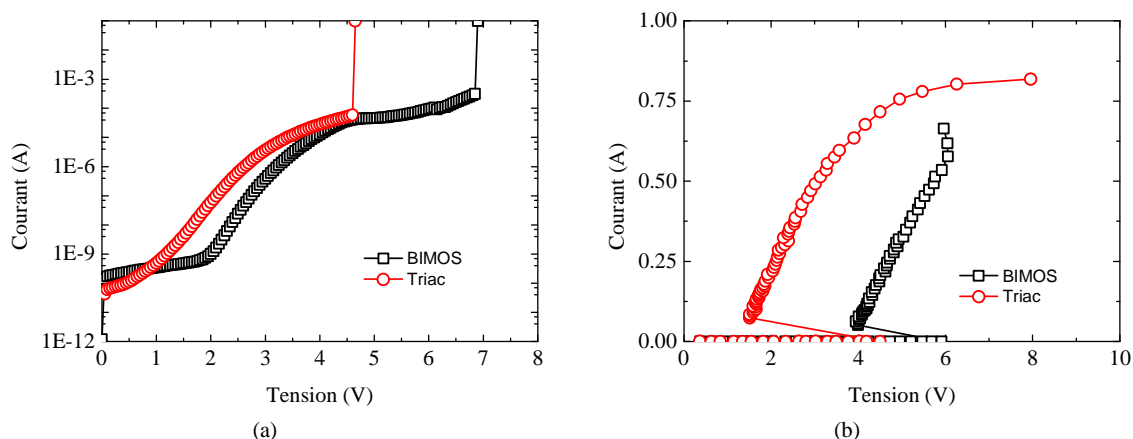 1E-3
1E-6
1E-9
1E-12
Courant (A)
BIMOS
Triac
0 1 2 3 4 5 6 7 8
Tension (V)
(a)
1.00
0.75
0.50
0.25
0.00
Courant (A)
BIMOS
Triac
0 2 4 6 8 10
Tension (V)
(b)